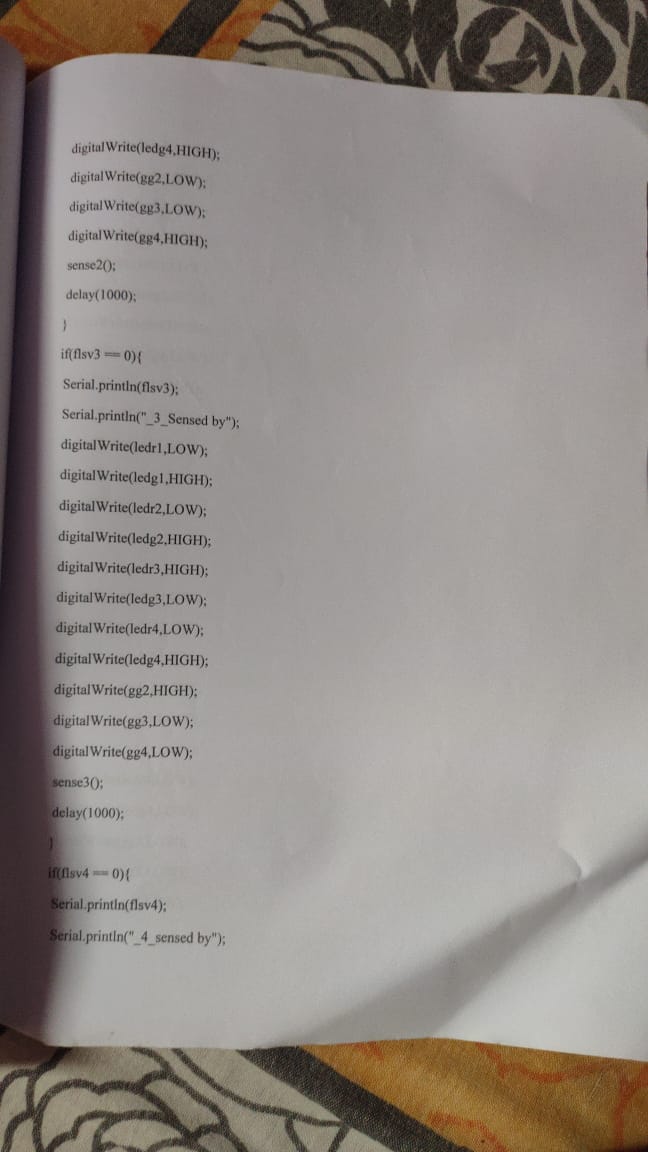 digitalWrite(ledg4,HIGH);
digitalWrite(gg2,LOW);
digitalWrite(gg3,LOW);
digitalWrite(gg4,HIGH);
sense2();
delay(1000);
}
if(flsv3 == 0){
Serial.println(flsv3);
Serial.println("_3_Sensed by");
digitalWrite(ledr1,LOW);
digitalWrite(ledg1,HIGH);
digitalWrite(ledr2,LOW);
digitalWrite(ledg2,HIGH);
digitalWrite(ledr3,HIGH);
digitalWrite(ledg3,LOW);
digitalWrite(ledr4,LOW);
digitalWrite(ledg4,HIGH);
digitalWrite(gg2,HIGH);
digitalWrite(gg3,LOW);
digitalWrite(gg4,LOW);
sense3();
delay(1000);
}
if(flsv4 == 0){
Serial.println(flsv4);
Serial.println("_4_sensed by");